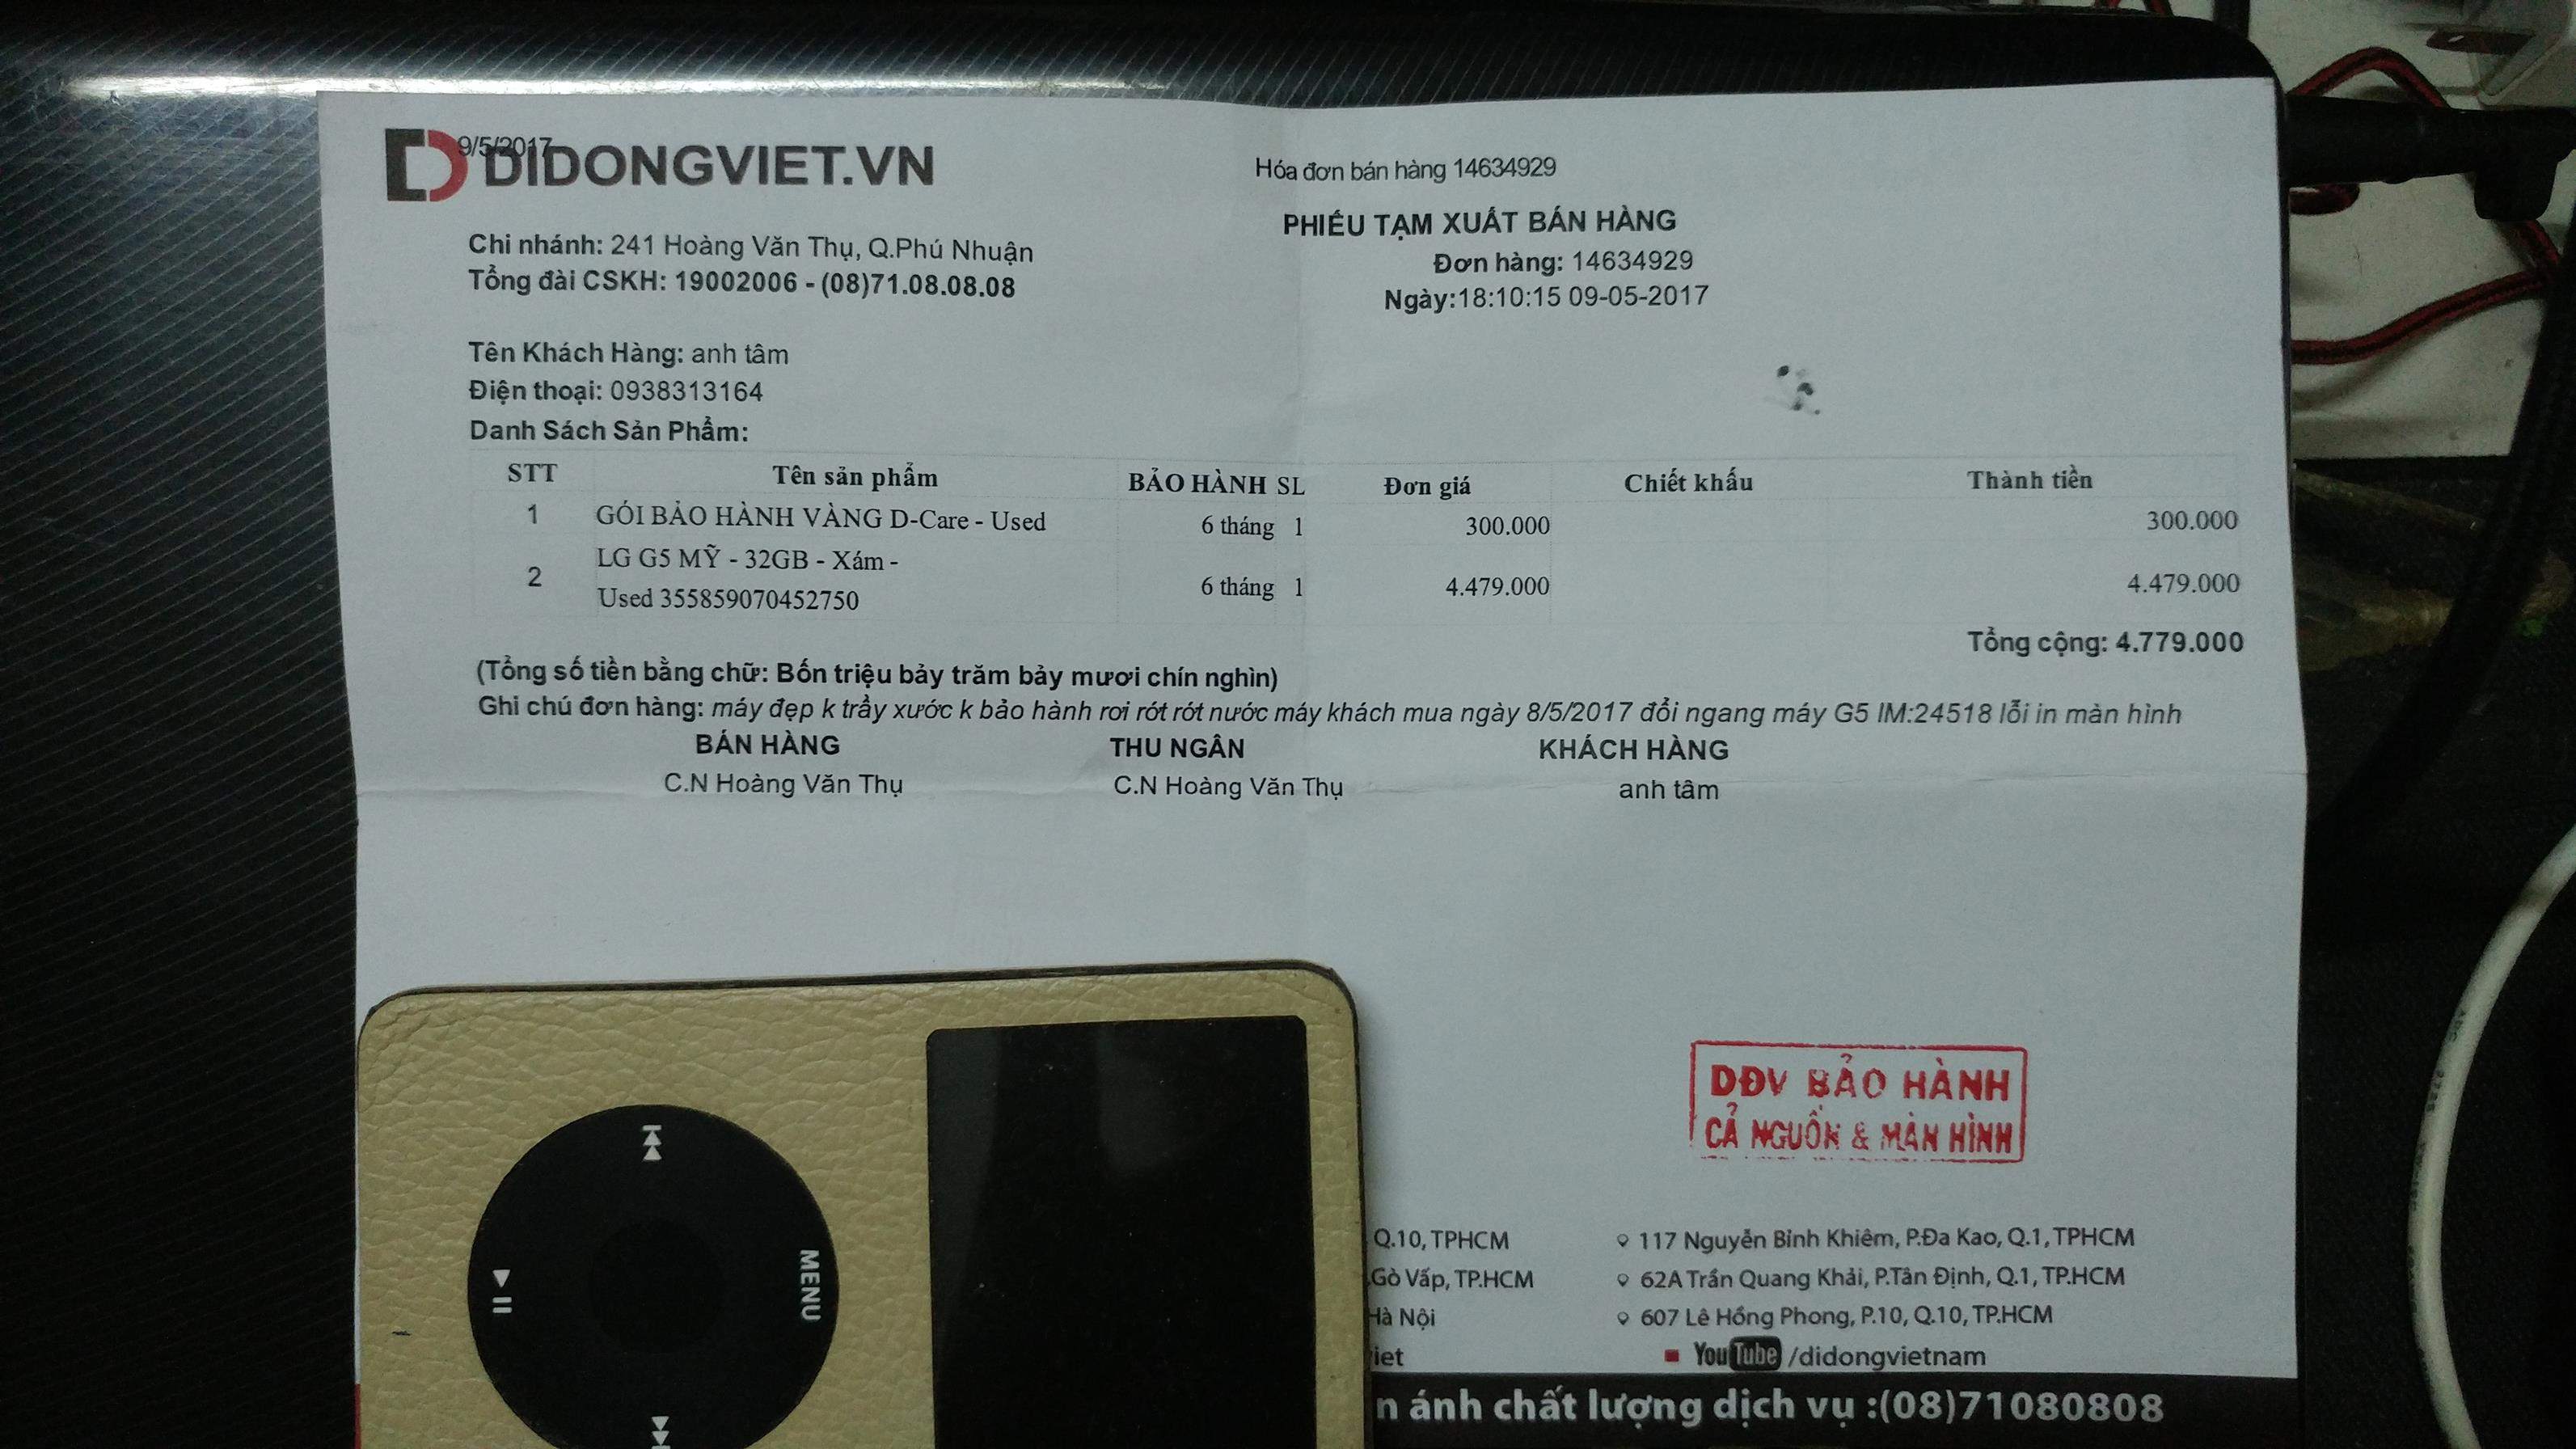 9/5/2017
DIDONGVIET.VN
Hóa đơn bán hàng 14634929
PHIẾU TẠM XUẤT BÁN HÀNG
Chi nhánh: 241 Hoàng Văn Thụ, Q.Phú Nhuận
Đơn hàng: 14634929
Tổng đài CSKH: 19002006 - (08)71.08.08.08
Ngày:18:10:15 09-05-2017
Tên Khách Hàng: anh tâm
Điện thoại: 0938313164
Danh Sách Sản Phẩm:
STT Tên sản phẩm BẢO HÀNH SL Đơn giá Chiết khấu Thành tiền
1 GÓI BẢO HÀNH VÀNG D-Care - Used 6 tháng 1 300.000 300.000
LG G5 MỸ - 32GB - Xám -
2 Used 355859070452750 6 tháng 1 4.479.000 4.479.000
Tổng cộng: 4.779.000
(Tổng số tiền bằng chữ: Bốn triệu bảy trăm bảy mươi chín nghìn)
Ghi chú đơn hàng: máy đẹp k trầy xước k bảo hành rơi rớt rớt nước máy khách mua ngày 8/5/2017 đổi ngang máy G5 IM:24518 lỗi in màn hình
BÁN HÀNG THU NGÂN KHÁCH HÀNG
C.N Hoàng Văn Thụ C.N Hoàng Văn Thụ anh tâm
DĐV BẢO HÀNH
CẢ NGUỒN & MÀN HÌNH
MENU
Q.10, TPHCM 117 Nguyễn Bỉnh Khiêm, P.Đa Kao, Q.1, TPHCM
Gò Vấp, TP.HCM 62A Trần Quang Khải, P.Tân Định, Q.1, TP.HCM
Hà Nội 607 Lê Hồng Phong, P.10, Q.10, TP.HCM
iet YouTube /didongvietnam
n ánh chất lượng dịch vụ :(08)71080808